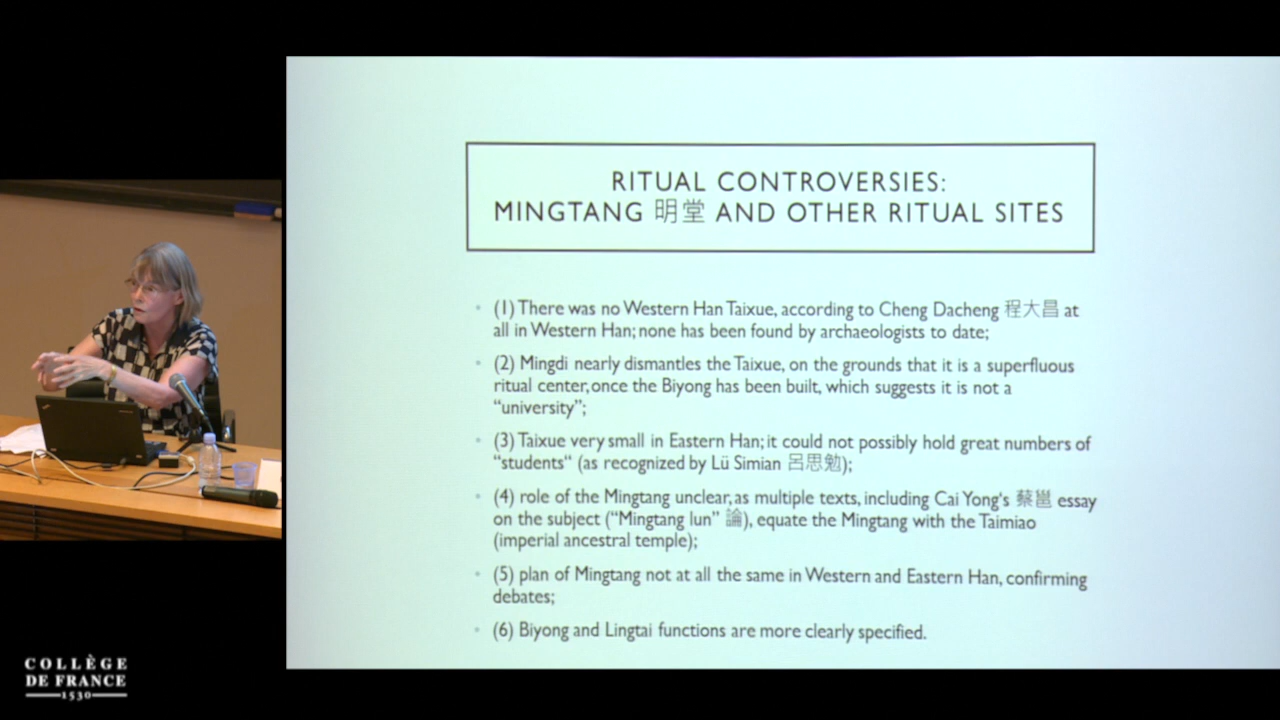 RITUAL CONTROVERSIES:
MINGTANG 明堂 AND OTHER RITUAL SITES
(1) There was no Western Han Taixue, according to Cheng Dacheng 程大昌 at
all in Western Han; none has been found by archaeologists to date;
(2) Mingdi nearly dismantles the Taixue, on the grounds that it is a superfluous
ritual center, once the Biyong has been built, which suggests it is not a
“university”;
(3) Taixue very small in Eastern Han; it could not possibly hold great numbers of
“students“ (as recognized by Lü Simian 呂思勉);
(4) role of the Mingtang unclear, as multiple texts, including Cai Yong's 蔡邕 essay
on the subject (“Mingtang lun” 論), equate the Mingtang with the Taimiao
(imperial ancestral temple);
(5) plan of Mingtang not at all the same in Western and Eastern Han, confirming
debates;
(6) Biyong and Lingtai functions are more clearly specified.
COLLÈGE
DE FRANCE
1530